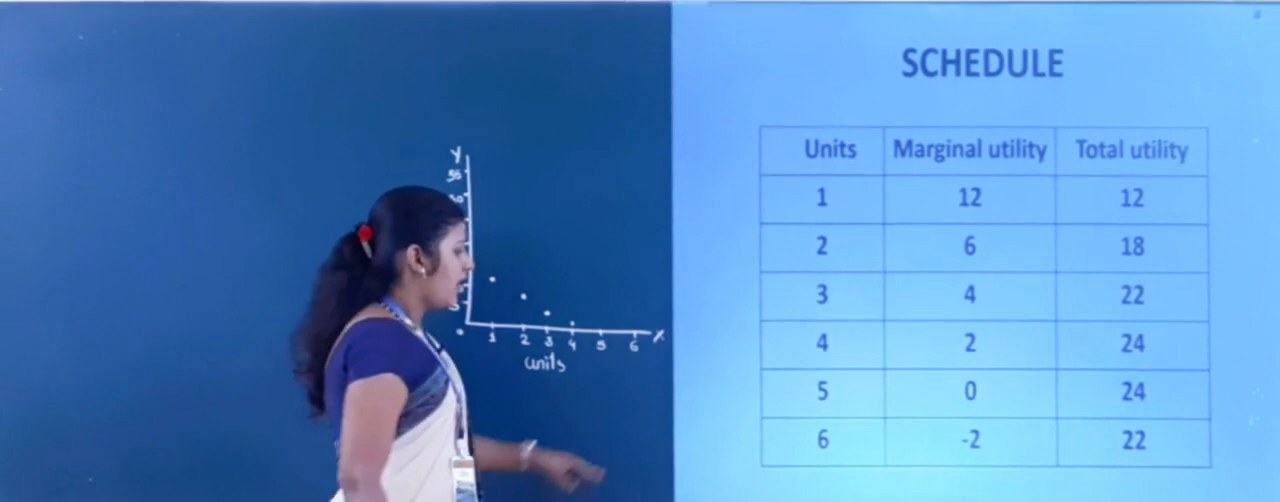 Y
35
X
1 2 3 4 5 6
units
SCHEDULE
Units Marginal utility Total utility
1 12 12
2 6 18
3 4 22
4 2 24
5 0 24
6 -2 22